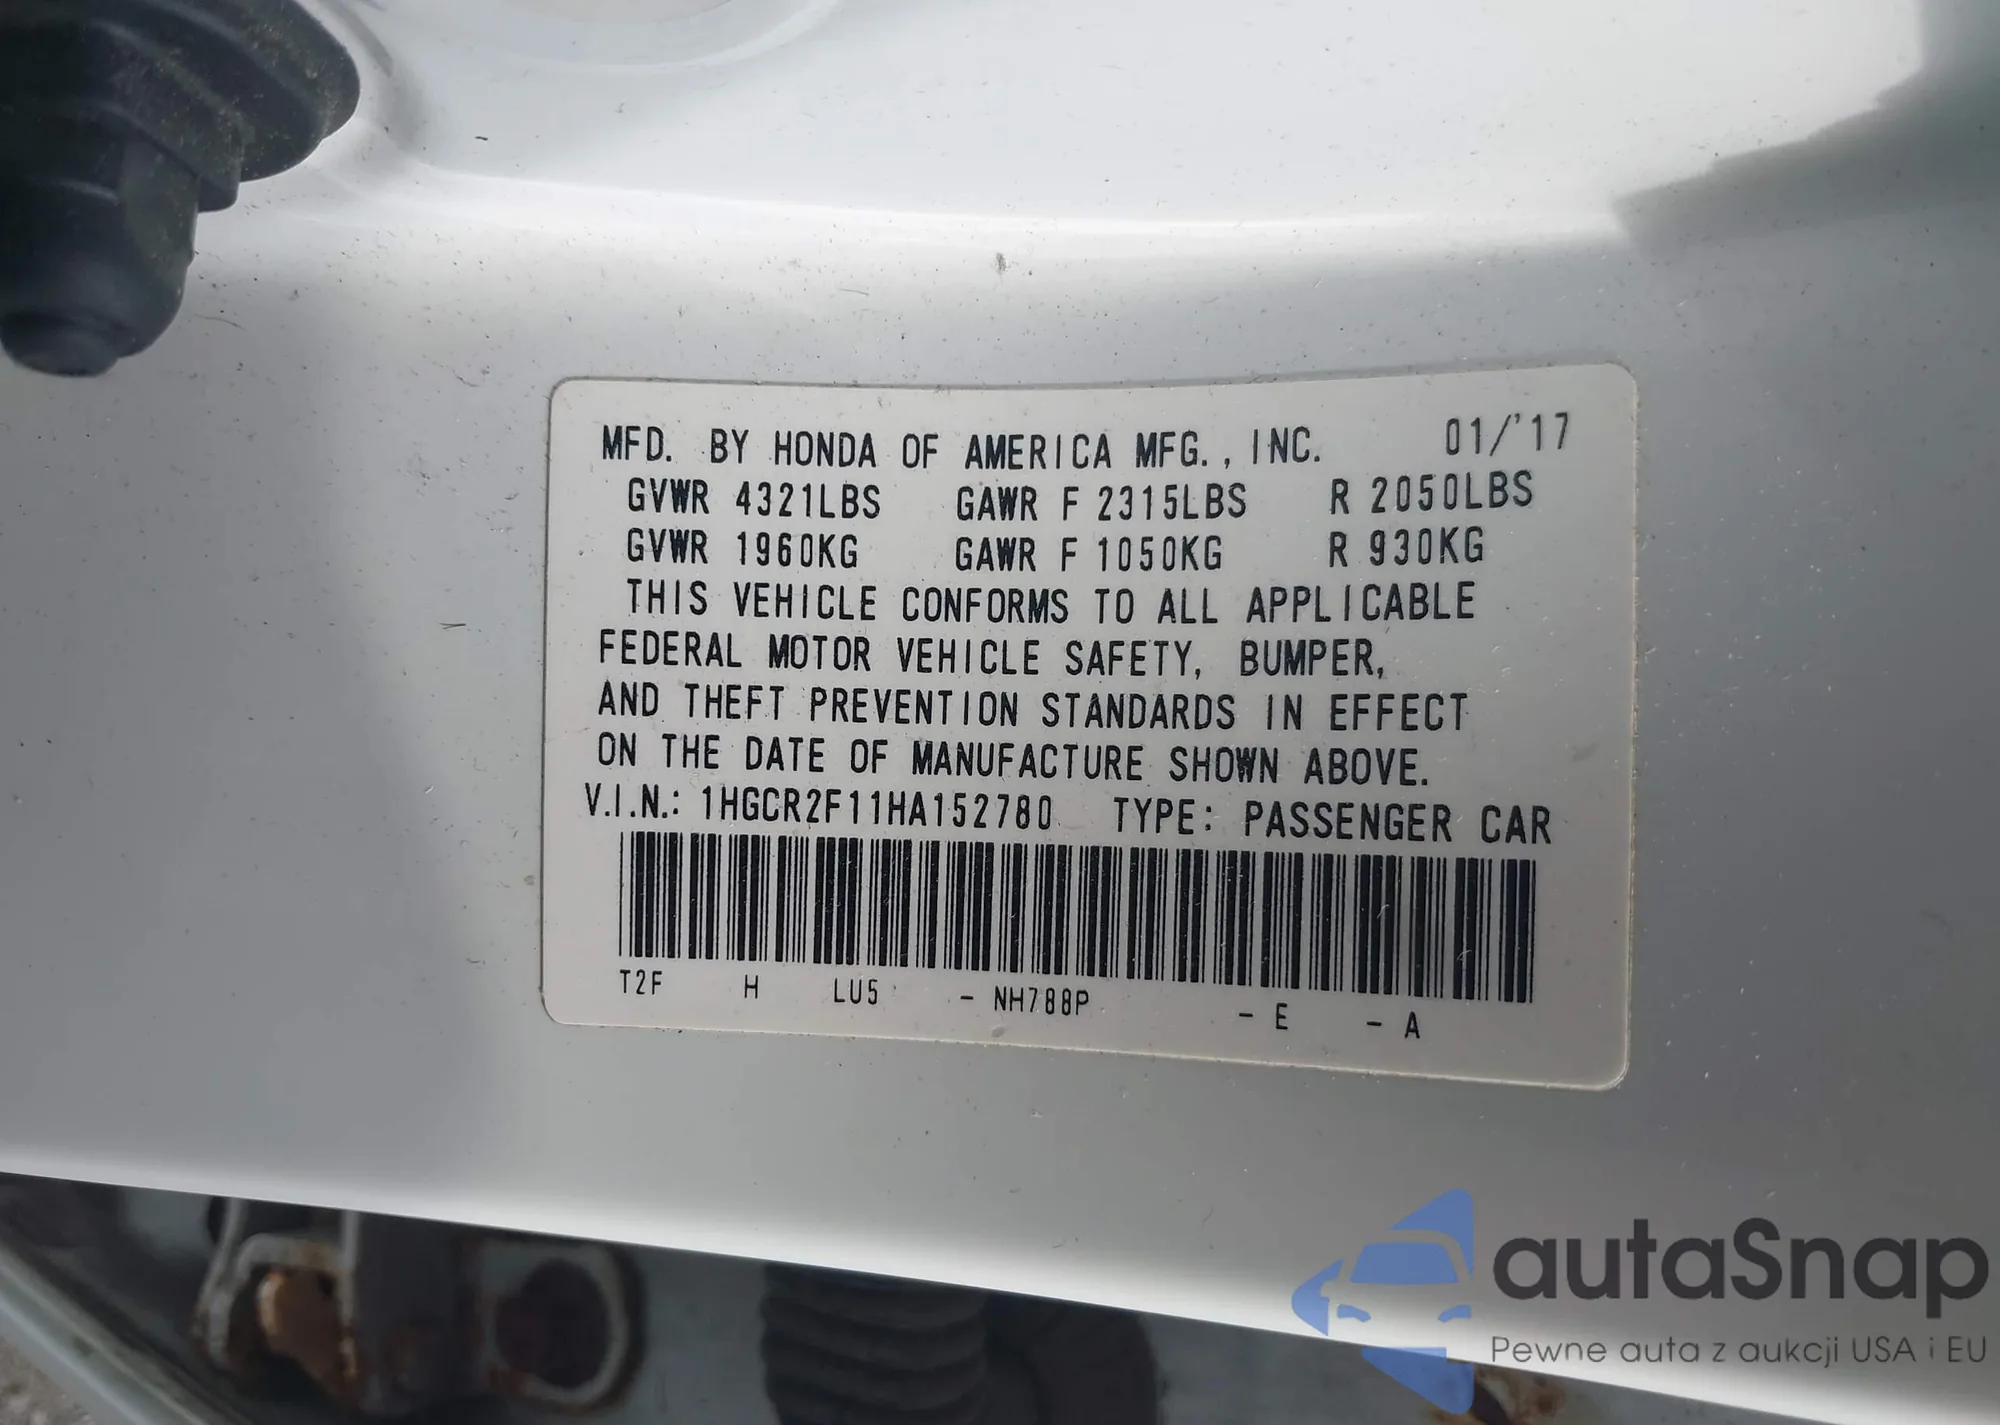 MFD. BY HONDA OF AMERICA MFG., INC. 01/'17
GVWR 4321LBS GAWR F 2315LBS R 2050LBS
GVWR 1960KG GAWR F 1050KG R 930KG
THIS VEHICLE CONFORMS TO ALL APPLICABLE
FEDERAL MOTOR VEHICLE SAFETY, BUMPER,
AND THEFT PREVENTION STANDARDS IN EFFECT
ON THE DATE OF MANUFACTURE SHOWN ABOVE.
V.I.N.: 1HGCR2F11HA152780 TYPE: PASSENGER CAR
T2F H LU5 - NH788P - E - A
autaSnap
Pewne auta z aukcji USA i EU